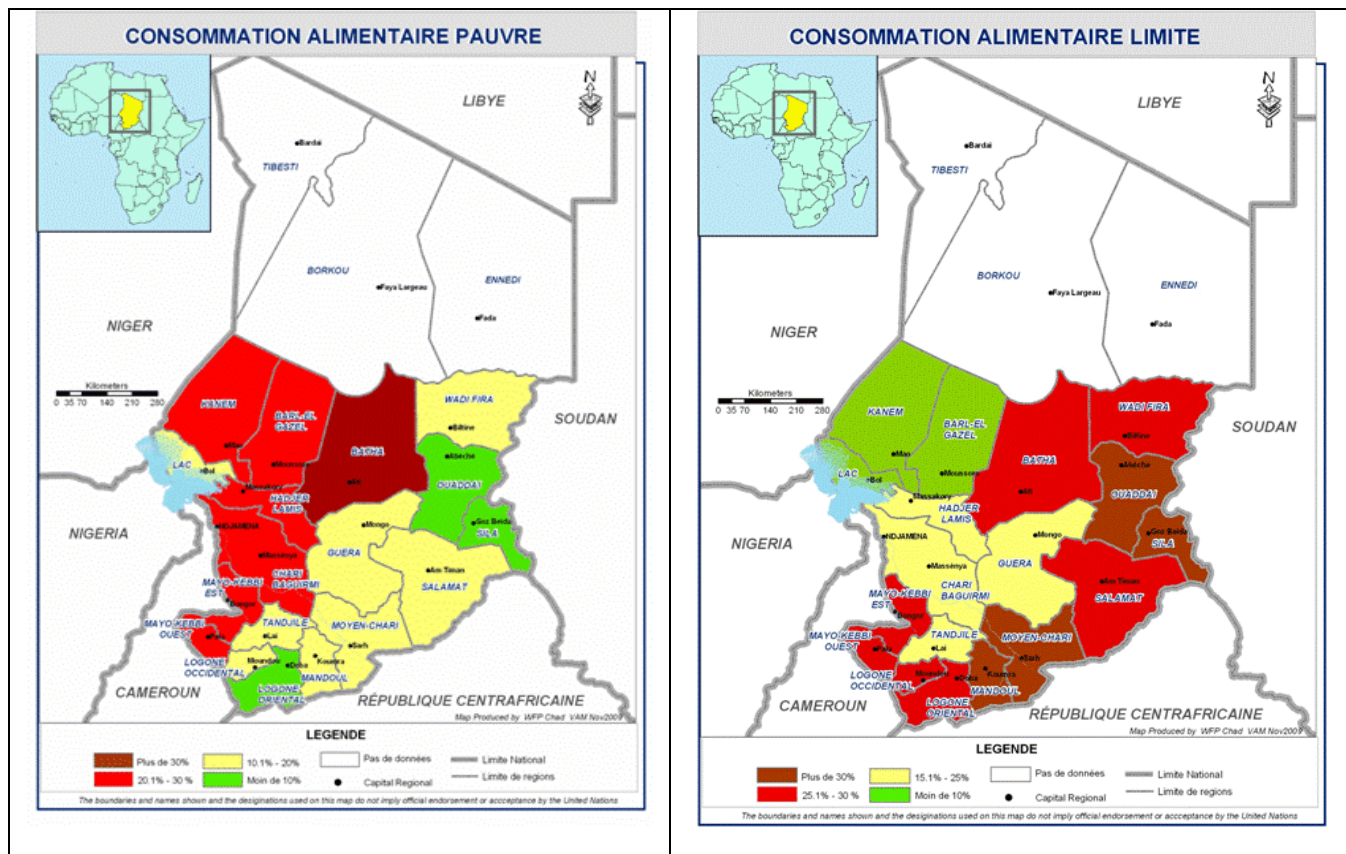 CONSOMMATION ALIMENTAIRE PAUVRE
N
LIBYE
Bardai
TIBESTI
BORKOU
ENNEDI
Faya Largeau
Fada
NIGER
Kilometers
0 35 70 140 210 280
KANEM
BARL-EL
GAZEL
WADI FIRA
SOUDAN
Biltine
Mao
BATHA
Abéché
LAC
Bol
Moussoro
Ati
OUADDAI
Massakory
HADJER
LAMIS
NIGERIA
NDJAMENA
Mongo
Goz Beida
SILA
Massenya
GUERA
Am Timan
MAYO-KEBBI
EST
CHARI
BAGUIRMI
SALAMAT
Bongor
MAYO-KEBBI
OUEST
TANDJILE
MOYEN-CHARI
Pala
Lai
Sarh
LOGONE
OCCIDENTAL
Moundou
Doba
Koumra
MANDOUL
CAMEROUN
LOGONE
ORIENTAL
RÉPUBLIQUE CENTRAFRICAINE
Map Produced by WFP Chad VAM Nov2009
LEGENDE
Plus de 30%
10.1% - 20%
Pas de données
Limite National
20.1% - 30 %
Moin de 10%
Capital Regional
Limite de regions
The boundaries and names shown and the desiginations used on this map do not imply official endorsement or accceptance by the United Nations
CONSOMMATION ALIMENTAIRE LIMITE
N
LIBYE
Bardai
TIBESTI
BORKOU
ENNEDI
Faya Largeau
Fada
NIGER
Kilometers
0 35 70 140 210 280
KANEM
BARL-EL
GAZEL
WADI FIRA
SOUDAN
Biltine
Mao
BATHA
Abéché
LAC
Bol
Moussoro
Ati
OUADDAI
Massakory
HADJER
LAMIS
NIGERIA
NDJAMENA
Mongo
Goz Beida
SILA
Massenya
GUERA
Am Timan
CHARI
BAGUIRMI
MAYO-KEBBI
EST
SALAMAT
Bongor
MAYO-KEBBI
OUEST
TANDJILE
MOYEN-CHARI
Pala
Lai
Sarh
LOGONE
OCCIDENTAL
Moundou
Doba
Koumra
MANDOUL
CAMEROUN
LOGONE
ORIENTAL
RÉPUBLIQUE CENTRAFRICAINE
Map Produced by WFP Chad VAM Nov2009
LEGENDE
Plus de 30%
15.1% - 25%
Pas de données
Limite National
25.1% - 30 %
Moin de 10%
Capital Regional
Limite de regions
The boundaries and names shown and the desiginations used on this map do not imply official endorsement or accceptance by the United Nations